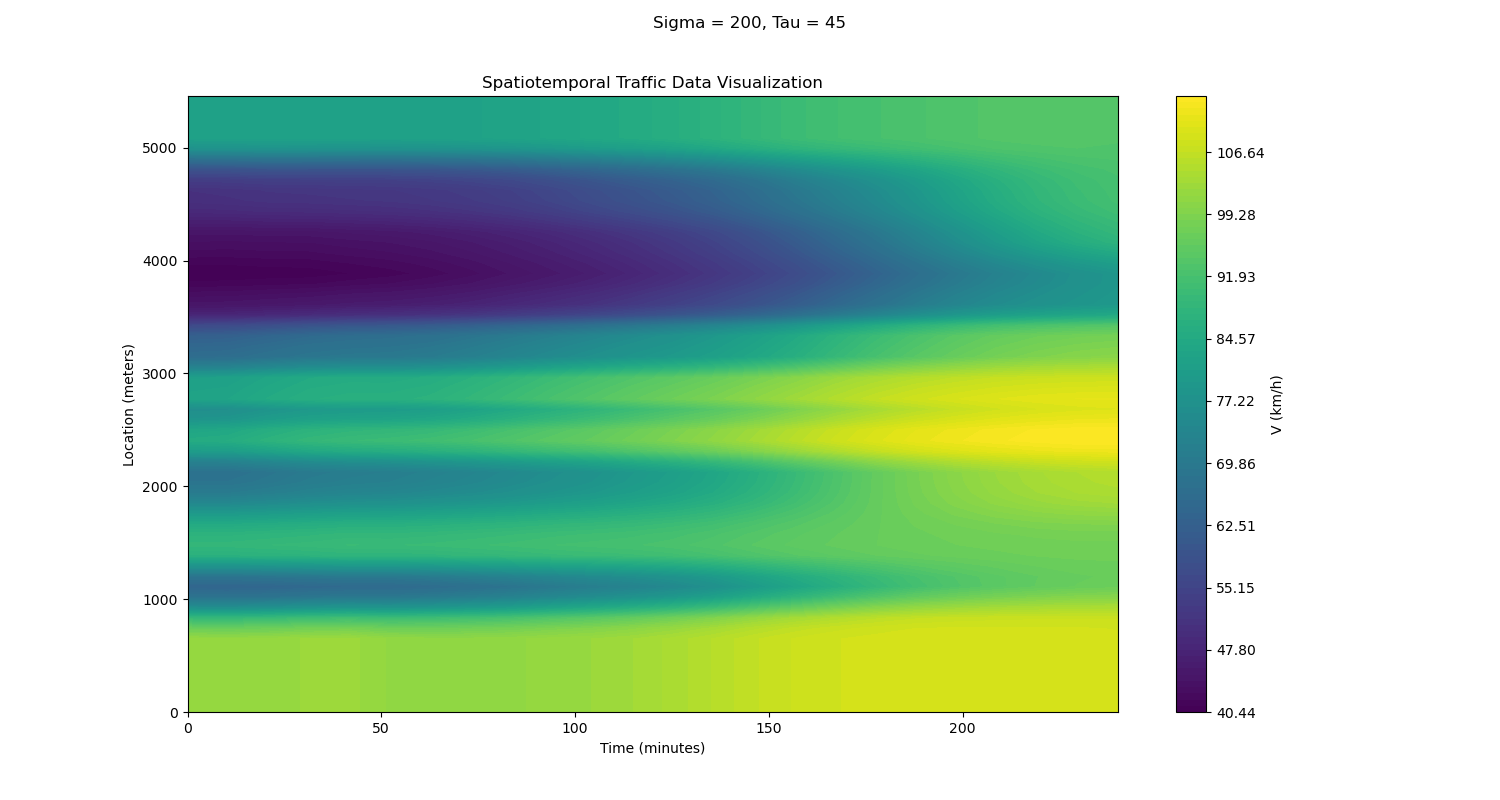 Sigma = 200, Tau = 45
Spatiotemporal Traffic Data Visualization
5000
4000
3000
2000
1000
0
Location (meters)
0 50 100 150 200
Time (minutes)
106.64
99.28
91.93
84.57
77.22
69.86
62.51
55.15
47.80
40.44
V (km/h)